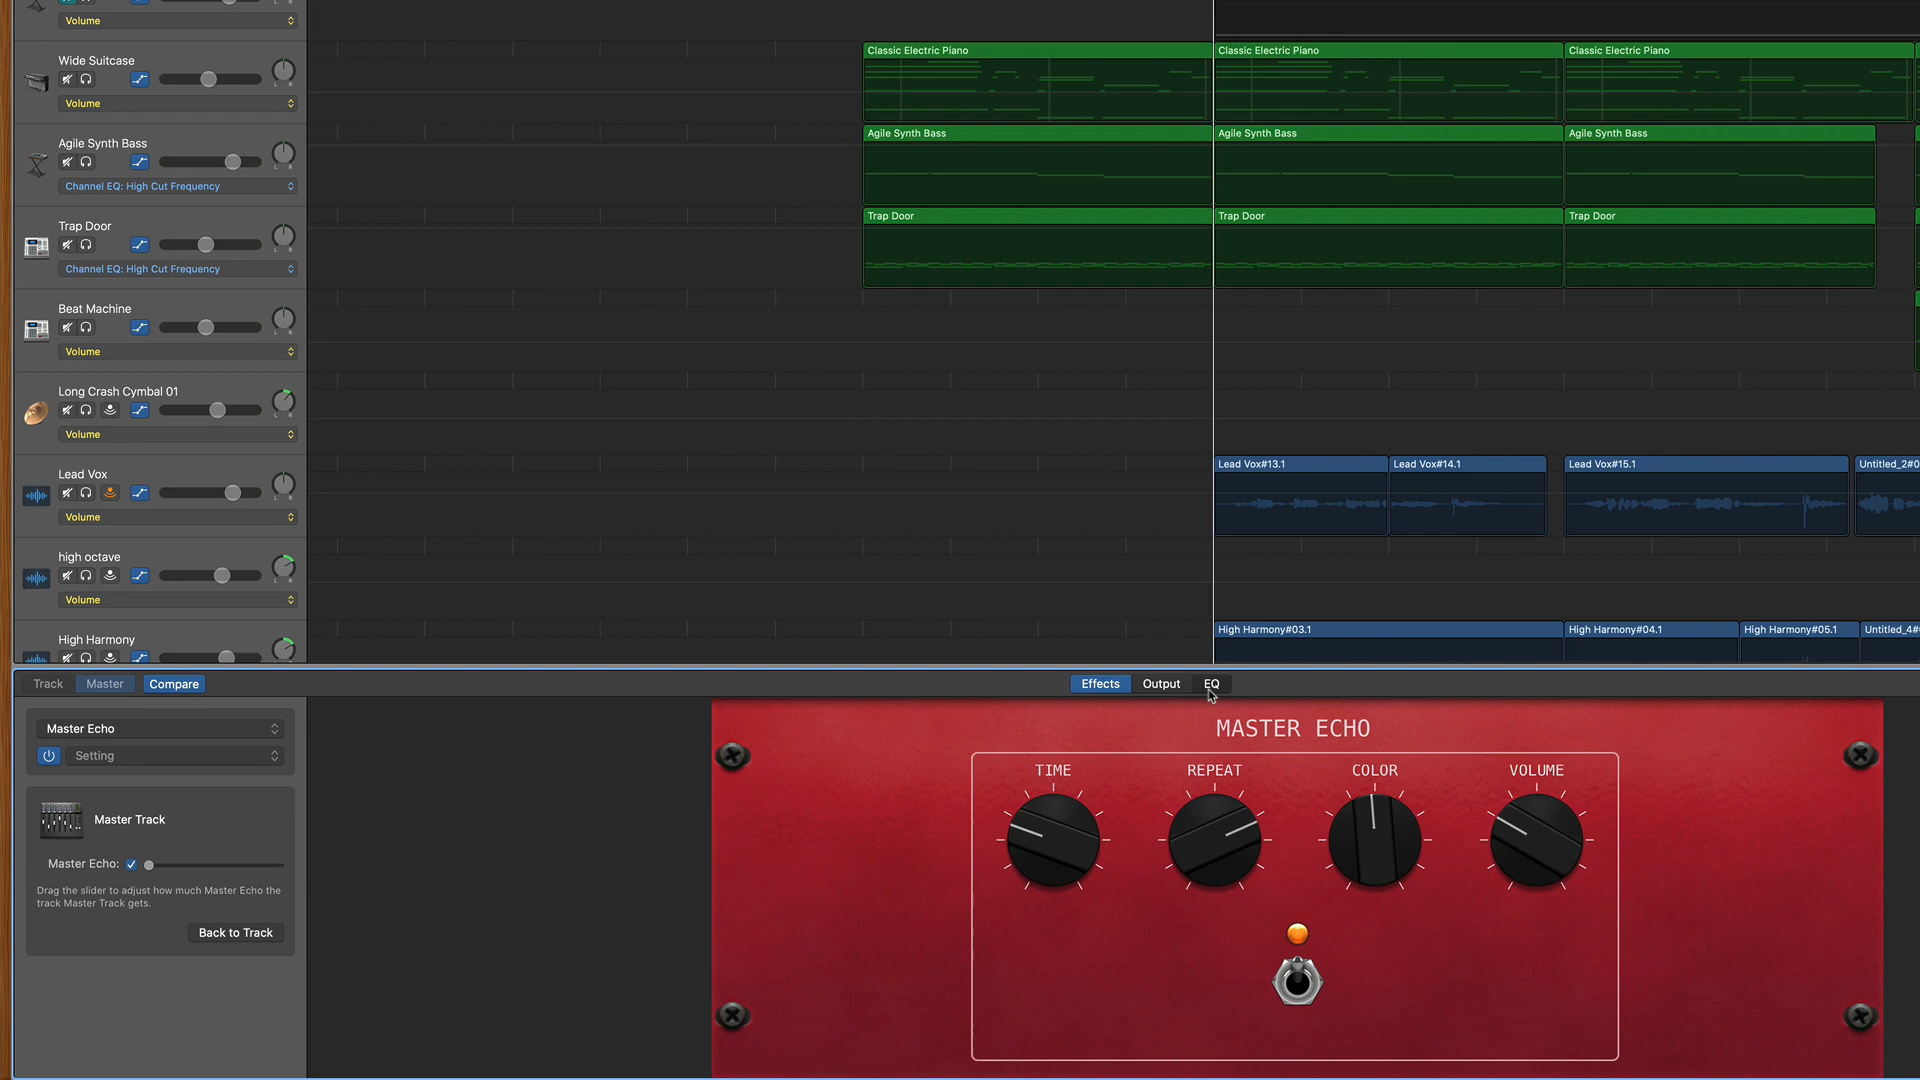 Volume
Wide Suitcase
Volume
Agile Synth Bass
Channel EQ: High Cut Frequency
Trap Door
Channel EQ: High Cut Frequency
Beat Machine
Volume
Long Crash Cymbal 01
Volume
Lead Vox
Volume
high octave
Volume
High Harmony
L R
L R
L R
L R
L R
L R
L R
Classic Electric Piano
Classic Electric Piano
Classic Electric Piano
Agile Synth Bass
Agile Synth Bass
Agile Synth Bass
Trap Door
Trap Door
Trap Door
Lead Vox#13.1
Lead Vox#14.1
Lead Vox#15.1
Untitled_2#0
High Harmony#03.1
High Harmony#04.1
High Harmony#05.1
Untitled_4#
Track
Master
Compare
Effects
Output
EQ
Master Echo
Setting
Master Track
Master Echo:
Drag the slider to adjust how much Master Echo the
track Master Track gets.
Back to Track
MASTER ECHO
TIME
REPEAT
COLOR
VOLUME